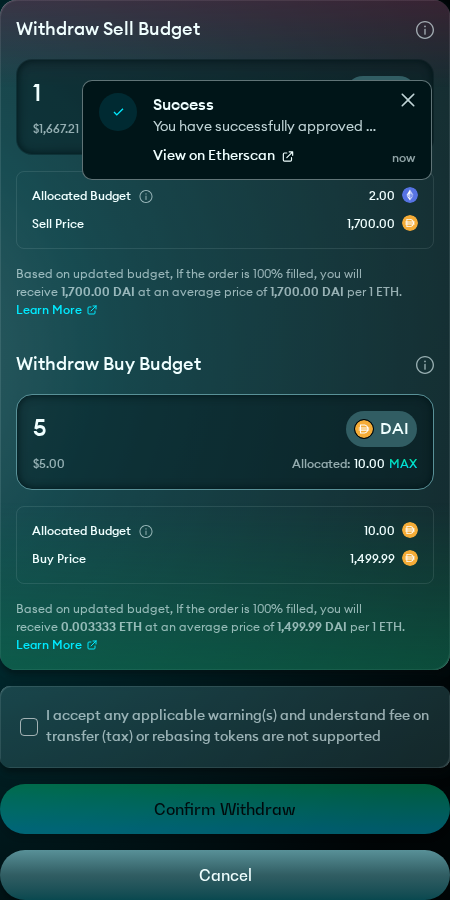 Withdraw Sell Budget
1
$1,667.21
Success
You have successfully approved ...
View on Etherscan
now
Allocated Budget
2.00
Sell Price
1,700.00
Based on updated budget, If the order is 100% filled, you will
receive 1,700.00 DAI at an average price of 1,700.00 DAI per 1 ETH.
Learn More
Withdraw Buy Budget
5
DAI
$5.00
Allocated: 10.00 MAX
Allocated Budget
10.00
Buy Price
1,499.99
Based on updated budget, If the order is 100% filled, you will
receive 0.003333 ETH at an average price of 1,499.99 DAI per 1 ETH.
Learn More
I accept any applicable warning(s) and understand fee on
transfer (tax) or rebasing tokens are not supported
Confirm Withdraw
Cancel